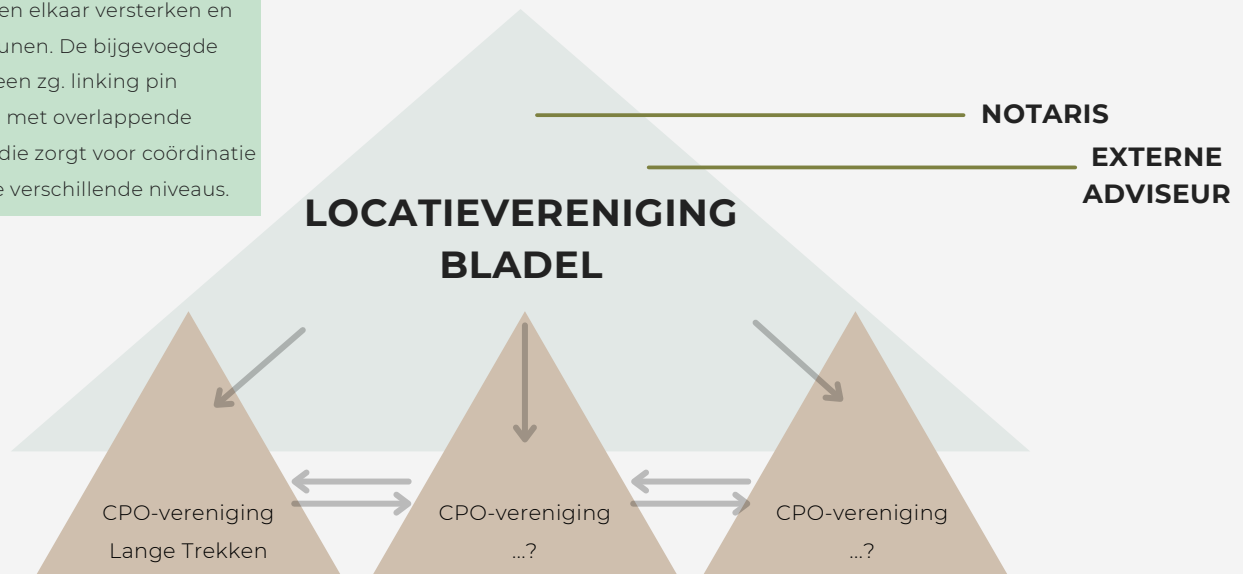 en elkaar versterken en
unen. De bijgevoegde
een zg. linking pin
met overlappende
die zorgt voor coördinatie
e verschillende niveaus.
NOTARIS
EXTERNE
ADVISEUR
LOCATIEVERENIGING
BLADEL
CPO-vereniging
Lange Trekken
CPO-vereniging
...?
CPO-vereniging
...?